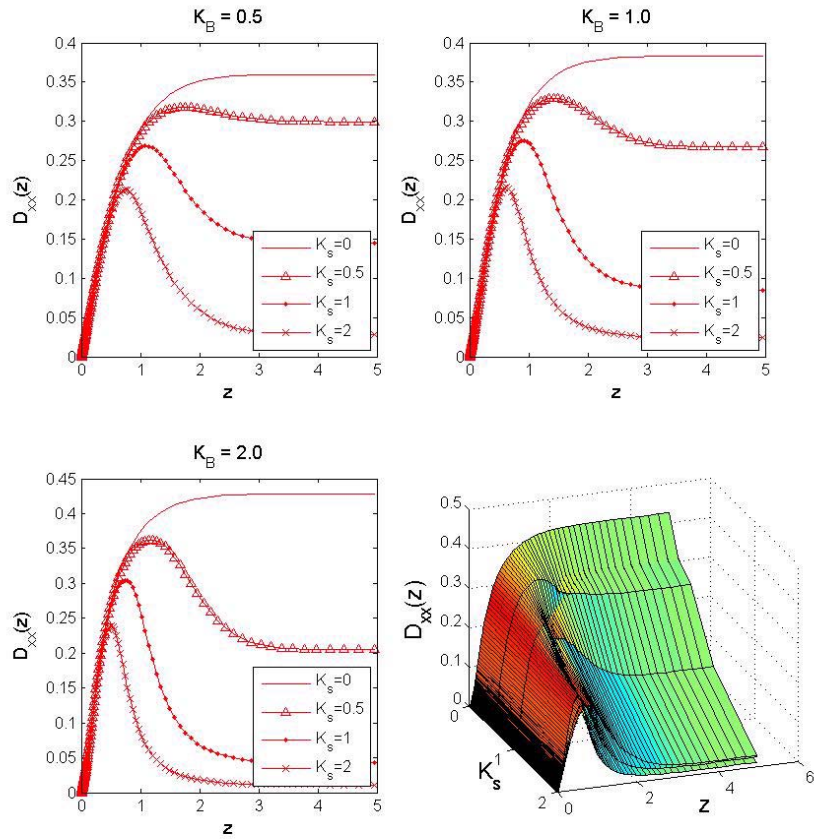 K_B = 0.5
0.4
0.35
0.3
0.25
0.2
0.15
0.1
0.05
0
D_xx(z)
K_s=0
K_s=0.5
K_s=1
K_s=2
0 1 2 3 4 5
z
K_B = 1.0
0.4
0.35
0.3
0.25
0.2
0.15
0.1
0.05
0
D_xx(z)
K_s=0
K_s=0.5
K_s=1
K_s=2
0 1 2 3 4 5
z
K_B = 2.0
0.45
0.4
0.35
0.3
0.25
0.2
0.15
0.1
0.05
0
D_xx(z)
K_s=0
K_s=0.5
K_s=1
K_s=2
0 1 2 3 4 5
z
0.5
0.4
0.3
0.2
0.1
0
D_xx(z)
0 1 2
K_s
0 2 4 6
z